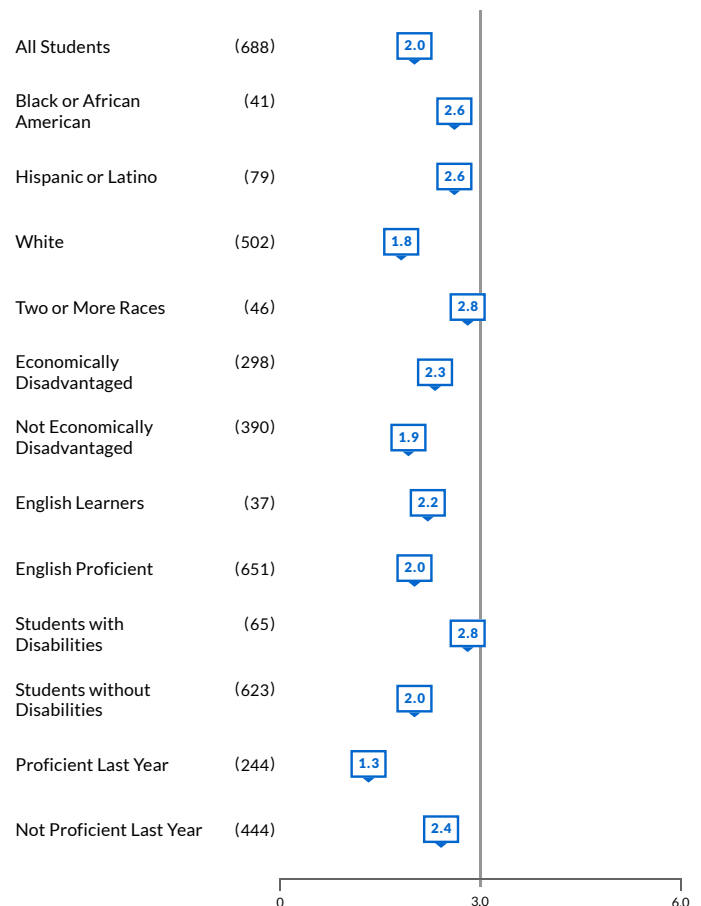 All Students (688) 2.0
Black or African (41) 2.6
American
Hispanic or Latino (79) 2.6
White (502) 1.8
Two or More Races (46) 2.8
Economically (298) 2.3
Disadvantaged
Not Economically (390) 1.9
Disadvantaged
English Learners (37) 2.2
English Proficient (651) 2.0
Students with (65) 2.8
Disabilities
Students without (623) 2.0
Disabilities
Proficient Last Year (244) 1.3
Not Proficient Last Year (444) 2.4
0 3.0 6.0